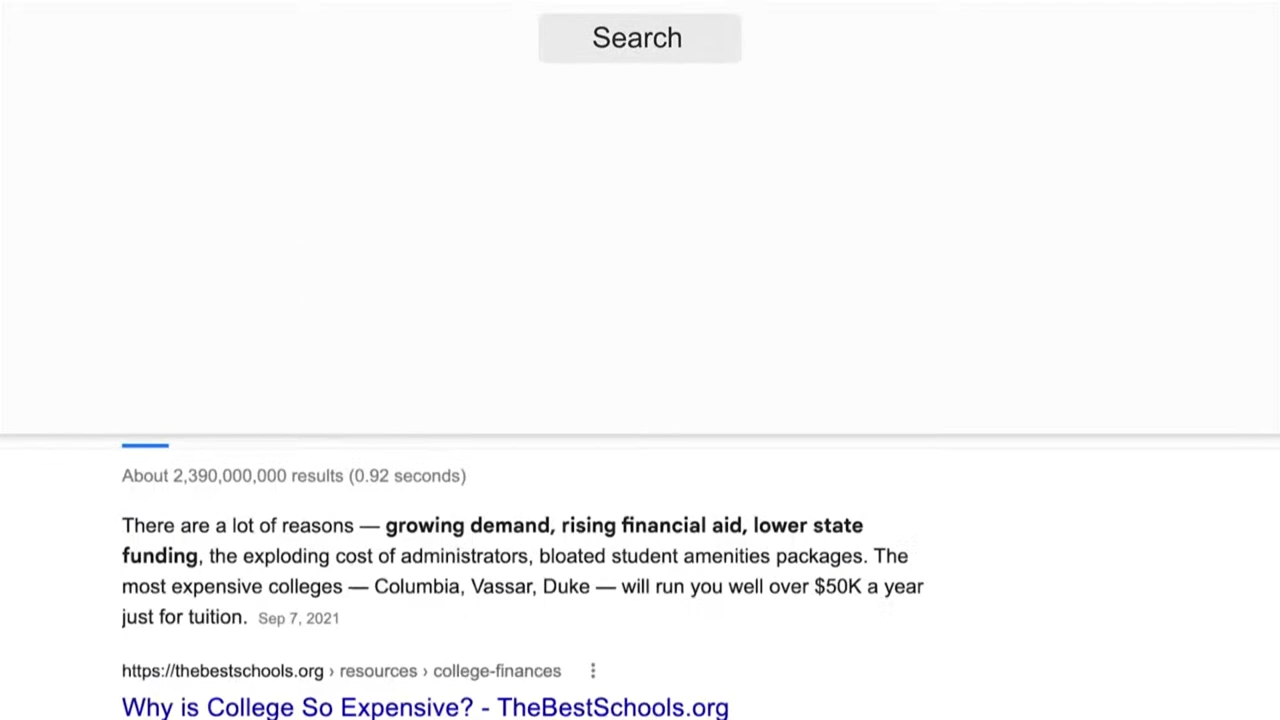 Search
About 2,390,000,000 results (0.92 seconds)
There are a lot of reasons — growing demand, rising financial aid, lower state
funding, the exploding cost of administrators, bloated student amenities packages. The
most expensive colleges — Columbia, Vassar, Duke — will run you well over $50K a year
just for tuition. Sep 7, 2021
https://thebestschools.org › resources › college-finances
Why is College So Expensive? - TheBestSchools.org